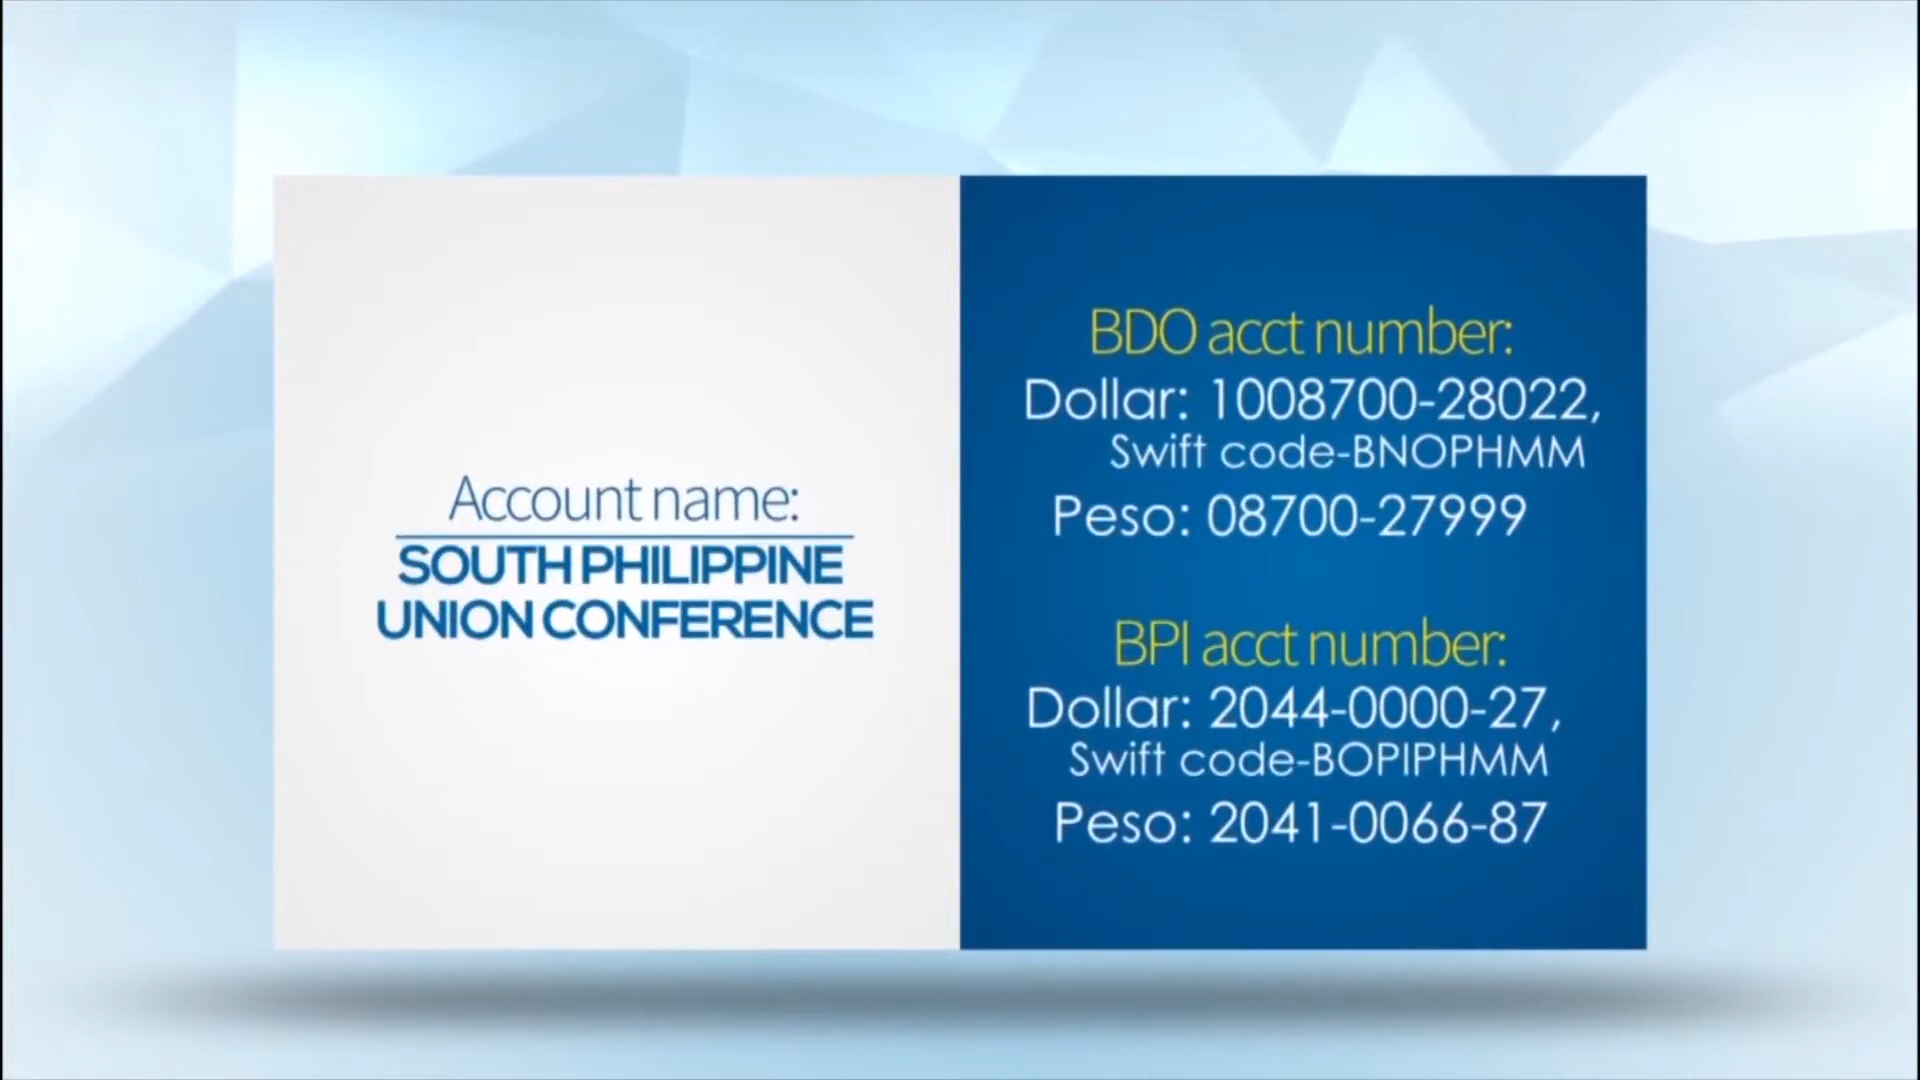 Account name:
SOUTH PHILIPPINE
UNION CONFERENCE
BDO acct number:
Dollar: 1008700-28022,
Swift code-BNOPHMM
Peso: 08700-27999
BPI acct number:
Dollar: 2044-0000-27,
Swift code-BOPIPHMM
Peso: 2041-0066-87